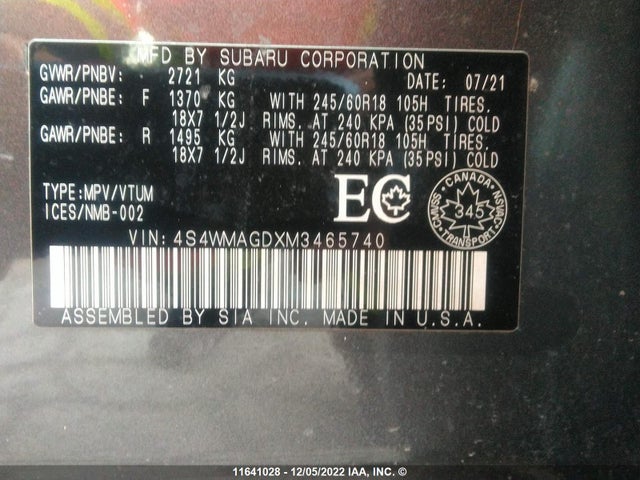 MFD BY SUBARU CORPORATION
GVWR/PNBV: 2721 KG DATE: 07/21
GAWR/PNBE: F 1370 KG WITH 245/60R18 105H TIRES.
18X7 1/2J RIMS. AT 240 KPA (35PSI) COLD
GAWR/PNBE: R 1495 KG WITH 245/60R18 105H TIRES.
18X7 1/2J RIMS. AT 240 KPA (35PSI) COLD
TYPE:MPV/VTUM
ICES/NMB-002
EC
CANADA
CMVSS
345
NSVAC
TRANSPORT
VIN:4S4WMAGDXM3465740
ASSEMBLED BY SIA INC. MADE IN U.S.A.
11641028 - 12/05/2022 IAA, INC. ©